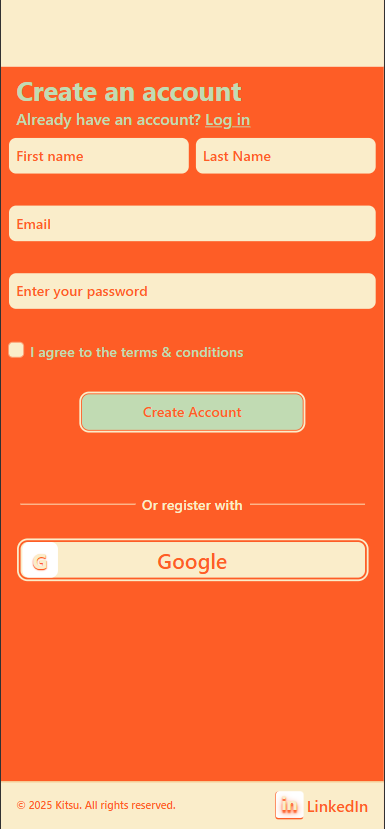 Create an account
Already have an account? Log in
First name
Last Name
Email
Enter your password
I agree to the terms & conditions
Create Account
Or register with
G
Google
© 2025 Kitsu. All rights reserved.
in
LinkedIn